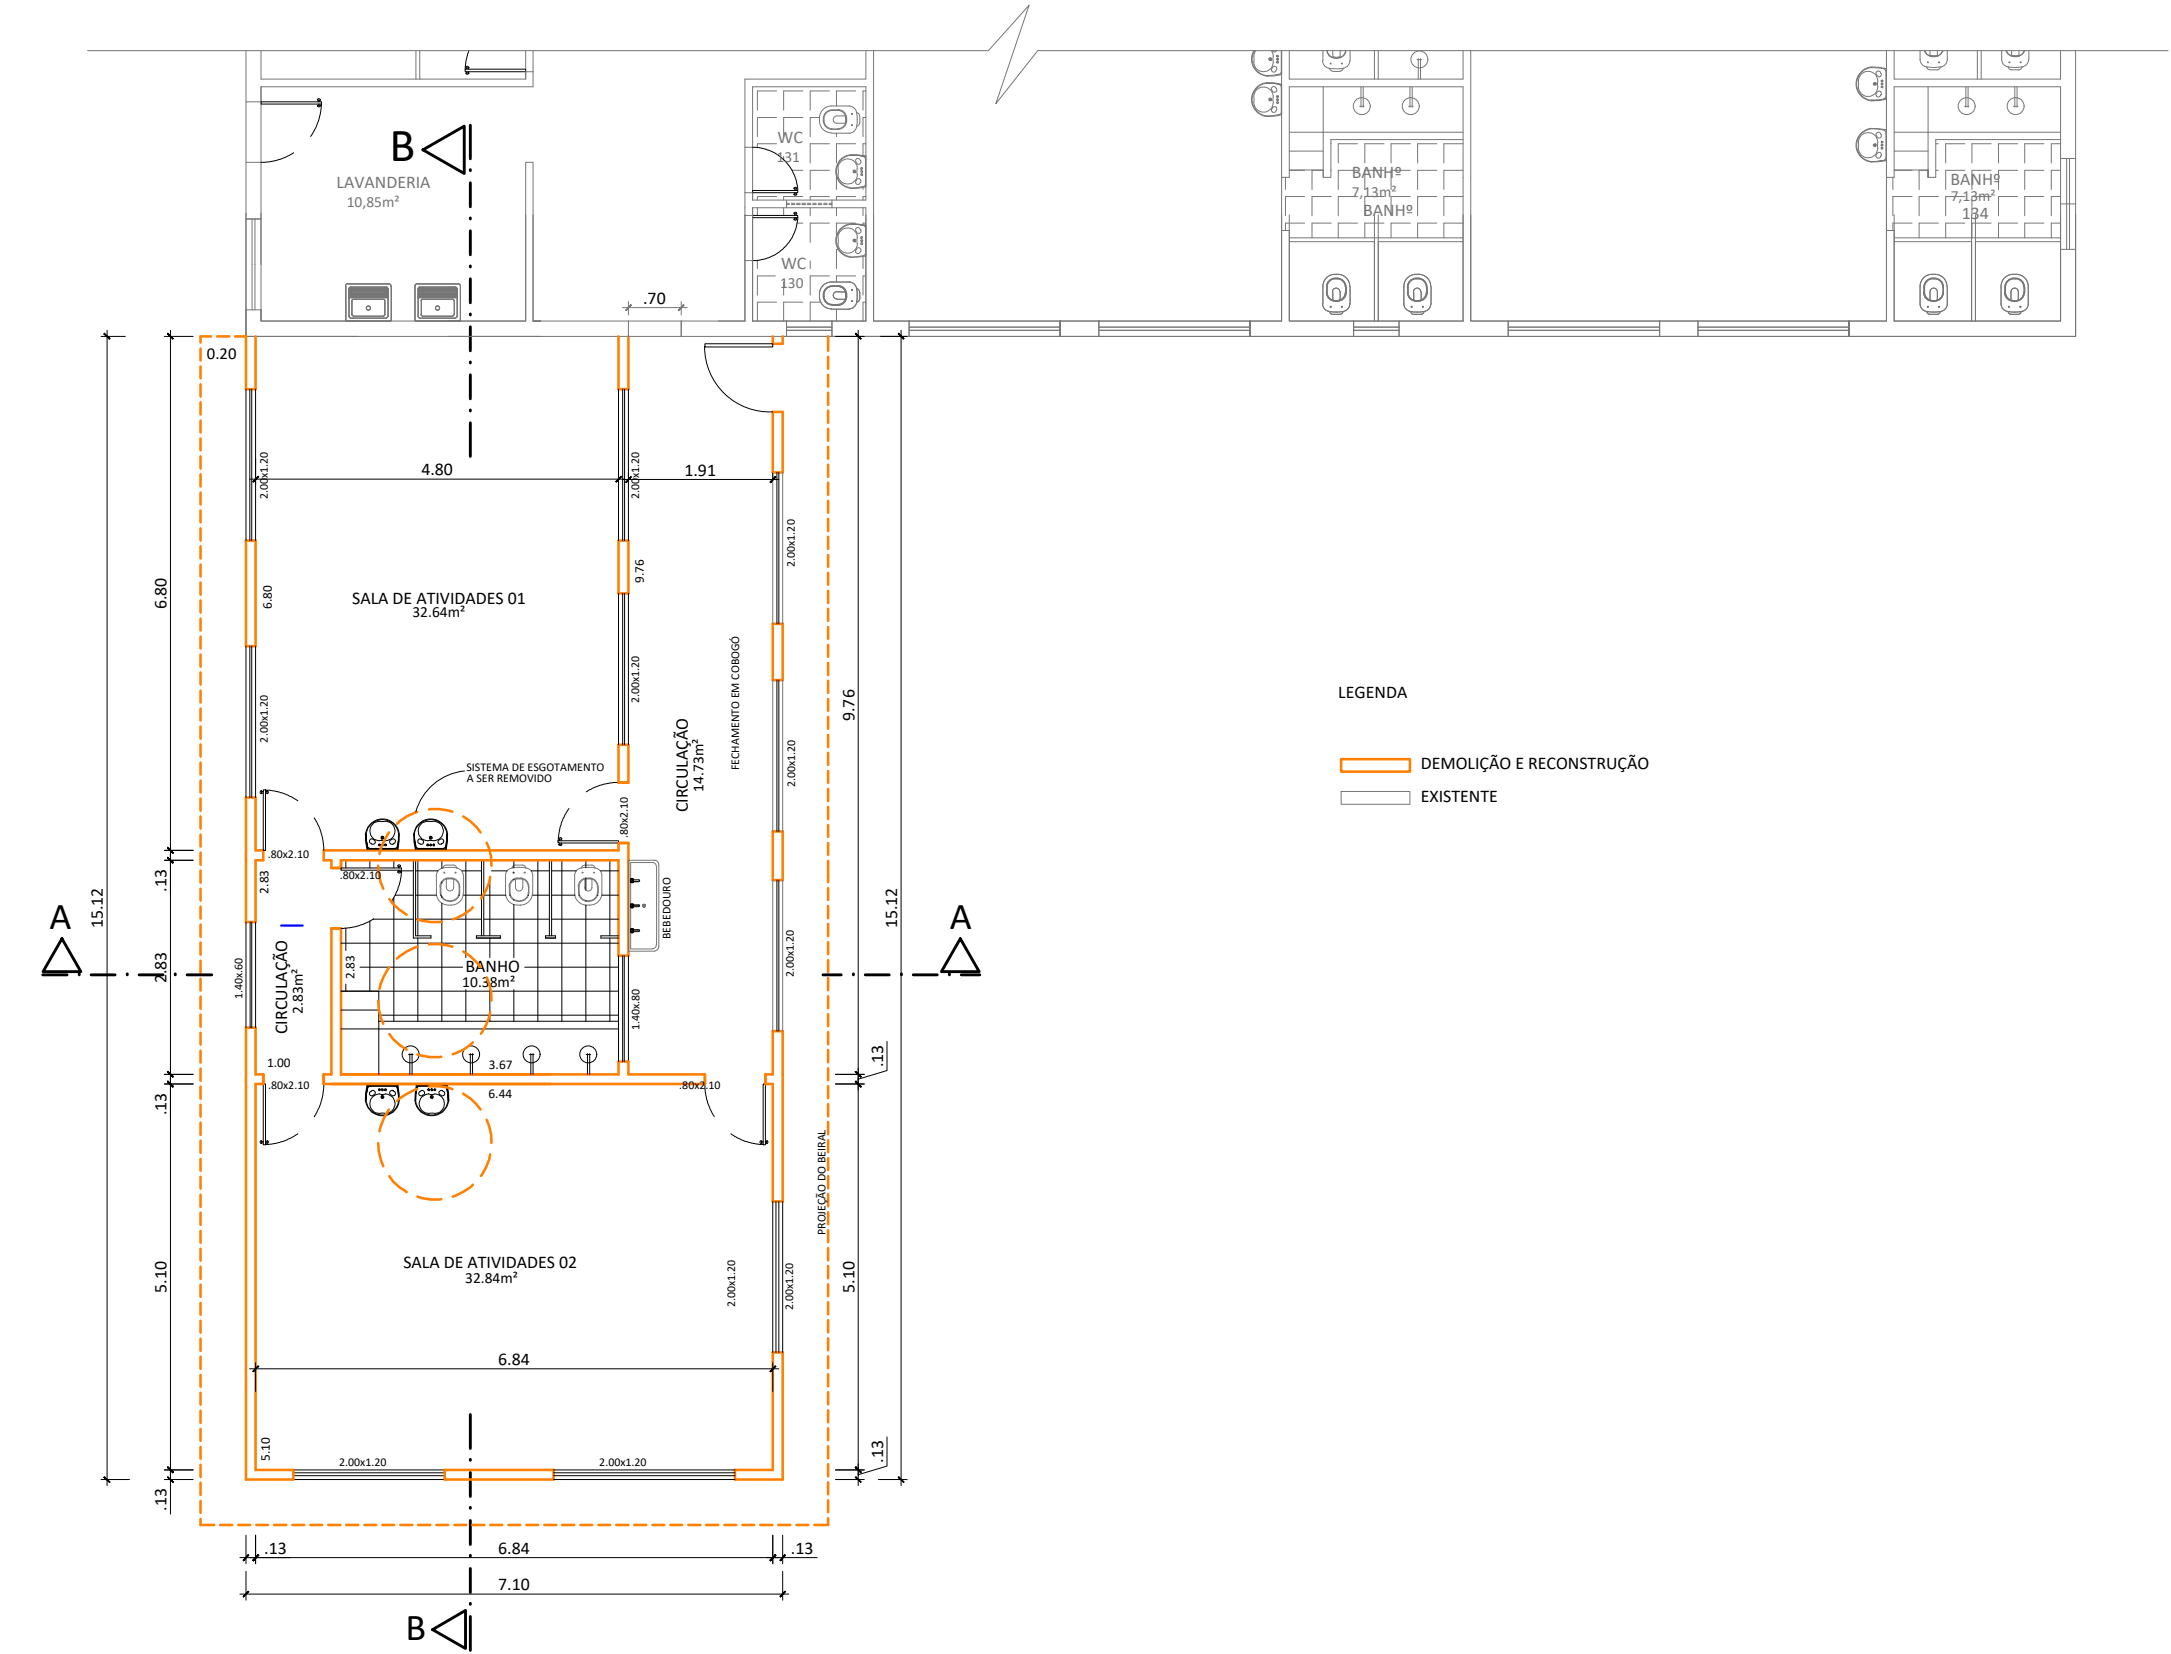 WC
131
B
LAVANDERIA
10,85m²
BANHº
7,13m²
BANHº
BANHº
7,13m²
134
WC
130
.70
0.20
4.80
1.91
2.00x1.20
2.00x1.20
2.00x1.20
9.76
6.80
6.80
SALA DE ATIVIDADES 01
32.64m²
2.00x1.20
2.00x1.20
FECHAMENTO EM COBOGÓ
CIRCULAÇÃO
14.73m²
2.00x1.20
9.76
LEGENDA
DEMOLIÇÃO E RECONSTRUÇÃO
EXISTENTE
SISTEMA DE ESGOTAMENTO
A SER REMOVIDO
.80x2.10
.80x2.10
.80x2.10
.13
2.83
BEBEDOURO
15.12
15.12
A
A
2.83
1.40x.60
CIRCULAÇÃO
2.83m²
2.83
BANHO
10.38m²
1.40x.80
2.00x1.20
1.00
3.67
.13
.80x2.10
6.44
.80x2.10
.13
PROJEÇÃO DO BEIRAL
SALA DE ATIVIDADES 02
32.84m²
5.10
2.00x1.20
2.00x1.20
5.10
6.84
5.10
2.00x1.20
2.00x1.20
.13
.13
.13
6.84
.13
7.10
B